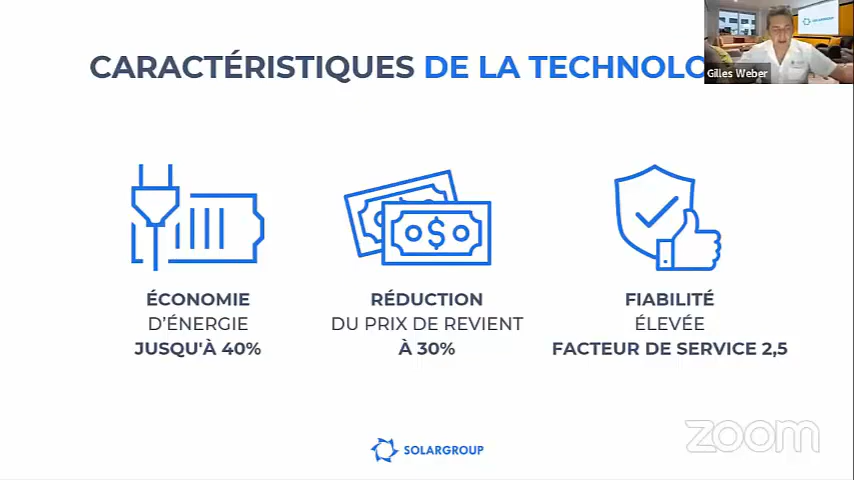 CARACTÉRISTIQUES DE LA TECHNOLO
SOLARGROUP
Gilles Weber
ÉCONOMIE
D'ÉNERGIE
JUSQU'À 40%
RÉDUCTION
DU PRIX DE REVIENT
À 30%
FIABILITÉ
ÉLEVÉE
FACTEUR DE SERVICE 2,5
SOLARGROUP
zoom